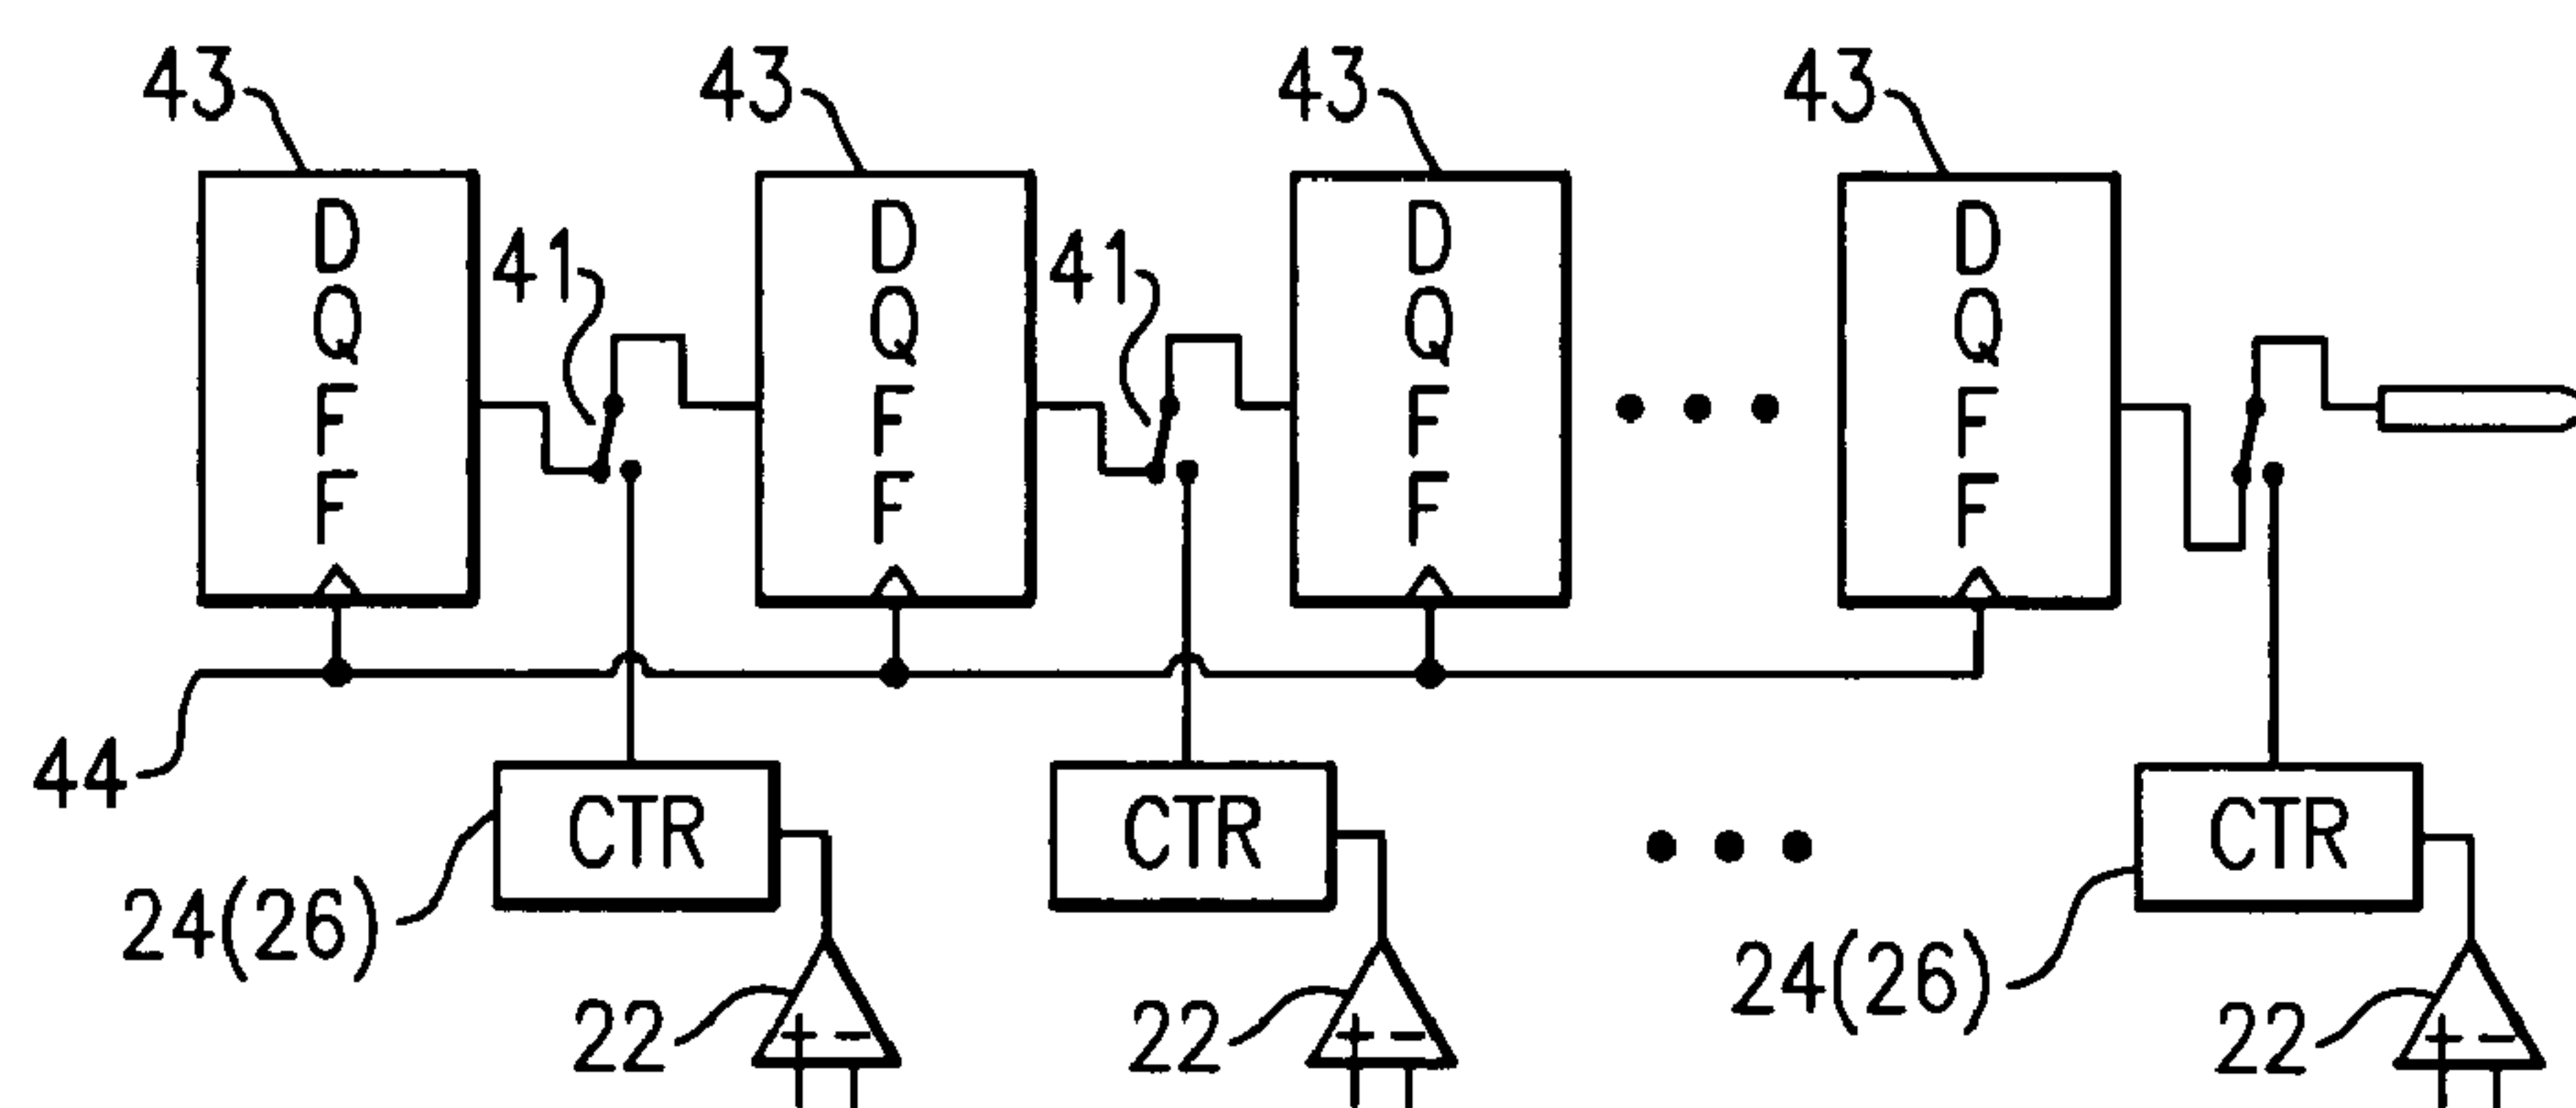 43 43 43 43
D Q F F
D Q F F
D Q F F
D Q F F
41 41
44
CTR CTR CTR
24(26) 24(26)
22 22 22
+ − + − + −